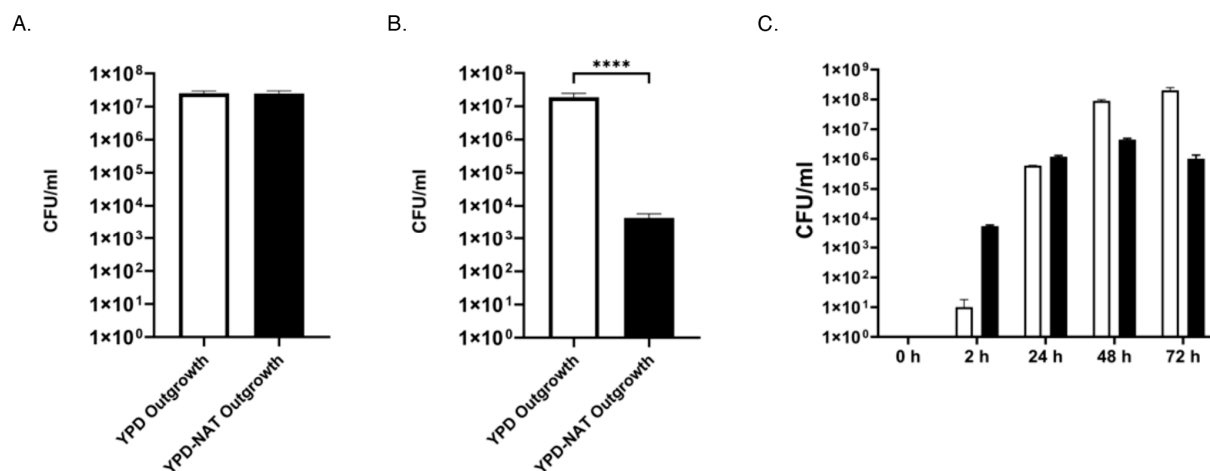 A.
B.
C.
CFU/ml
1×10⁸
1×10⁷
1×10⁶
1×10⁵
1×10⁴
1×10³
1×10²
1×10¹
1×10⁰
YPD Outgrowth
YPD-NAT Outgrowth
CFU/ml
1×10⁸
1×10⁷
1×10⁶
1×10⁵
1×10⁴
1×10³
1×10²
1×10¹
1×10⁰
****
YPD Outgrowth
YPD-NAT Outgrowth
CFU/ml
1×10⁹
1×10⁸
1×10⁷
1×10⁶
1×10⁵
1×10⁴
1×10³
1×10²
1×10¹
1×10⁰
0 h 2 h 24 h 48 h 72 h